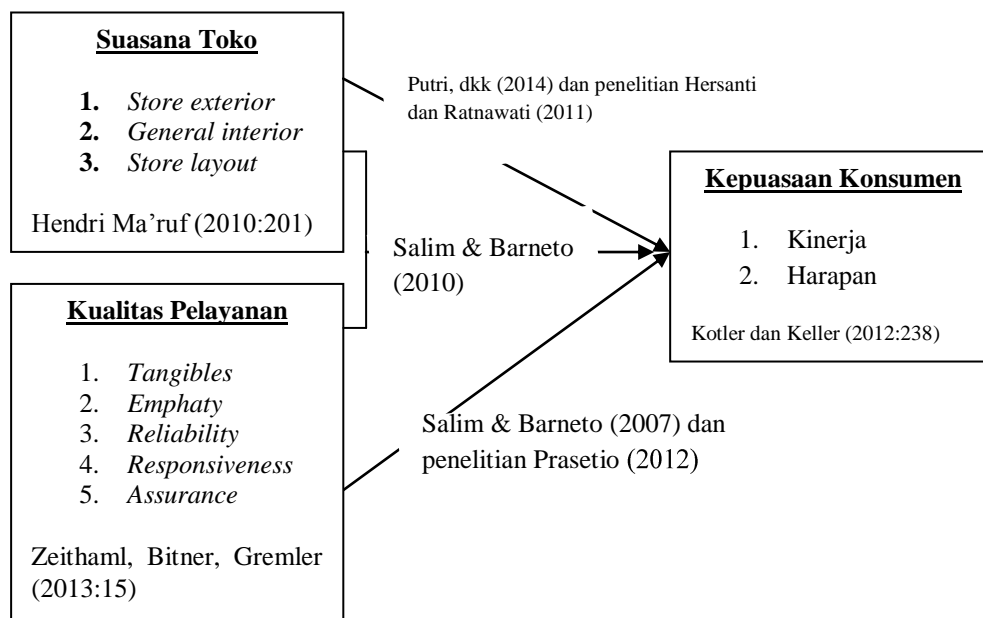 Suasana Toko
1. Store exterior
2. General interior
3. Store layout
Hendri Ma’ruf (2010:201)
Kualitas Pelayanan
1. Tangibles
2. Emphaty
3. Reliability
4. Responsiveness
5. Assurance
Zeithaml, Bitner, Gremler
(2013:15)
Putri, dkk (2014) dan penelitian Hersanti
dan Ratnawati (2011)
Salim & Barneto
(2010)
Salim & Barneto (2007) dan
penelitian Prasetio (2012)
Kepuasaan Konsumen
1. Kinerja
2. Harapan
Kotler dan Keller (2012:238)